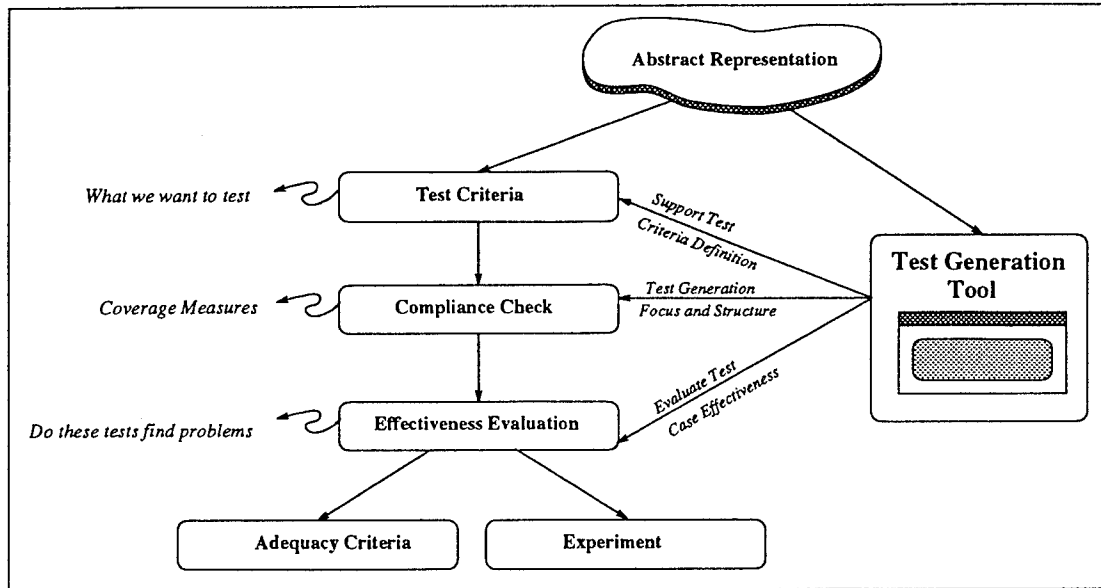 Abstract Representation
What we want to test
Test Criteria
Support Test
Criteria Definition
Test Generation
Tool
Coverage Measures
Compliance Check
Test Generation
Focus and Structure
Evaluate Test
Case Effectiveness
Do these tests find problems
Effectiveness Evaluation
Adequacy Criteria
Experiment